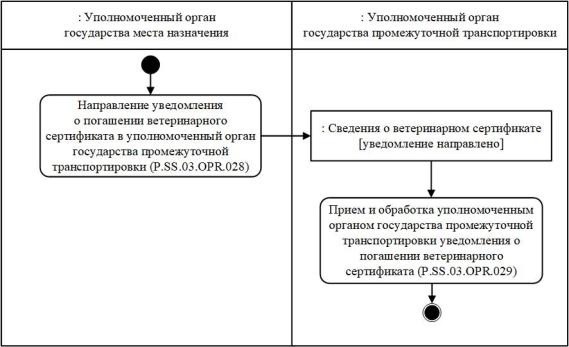 : Уполномоченный орган
государства места назначения
: Уполномоченный орган
государства промежуточной транспортировки
Направление уведомления
о погашении ветеринарного
сертификата в уполномоченный орган
государства промежуточной
транспортировки (P.SS.03.OPR.028)
: Сведения о ветеринарном сертификате
[уведомление направлено]
Прием и обработка уполномоченным
органом государства промежуточной
транспортировки уведомления о
погашении ветеринарного
сертификата (P.SS.03.OPR.029)